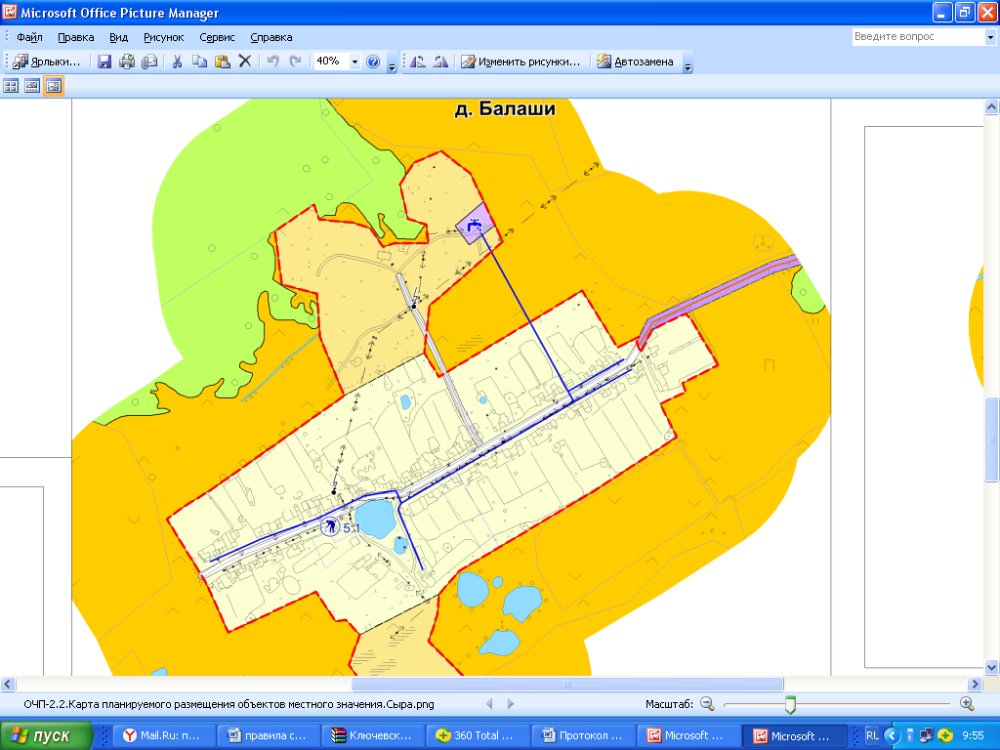 Microsoft Office Picture Manager
Файл Правка Вид Рисунок Сервис Справка
Введите вопрос
Ярлыки... 40% Изменить рисунки... Автозамена
д. Балаши
5.1
ОЧП-2.2.Карта планируемого размещения объектов местного значения.Сыра.png
Масштаб:
пуск Mail.Ru: п... правила с... Ключевск... 360 Total ... Протокол ... Microsoft ... Microsoft ... RL 9:55